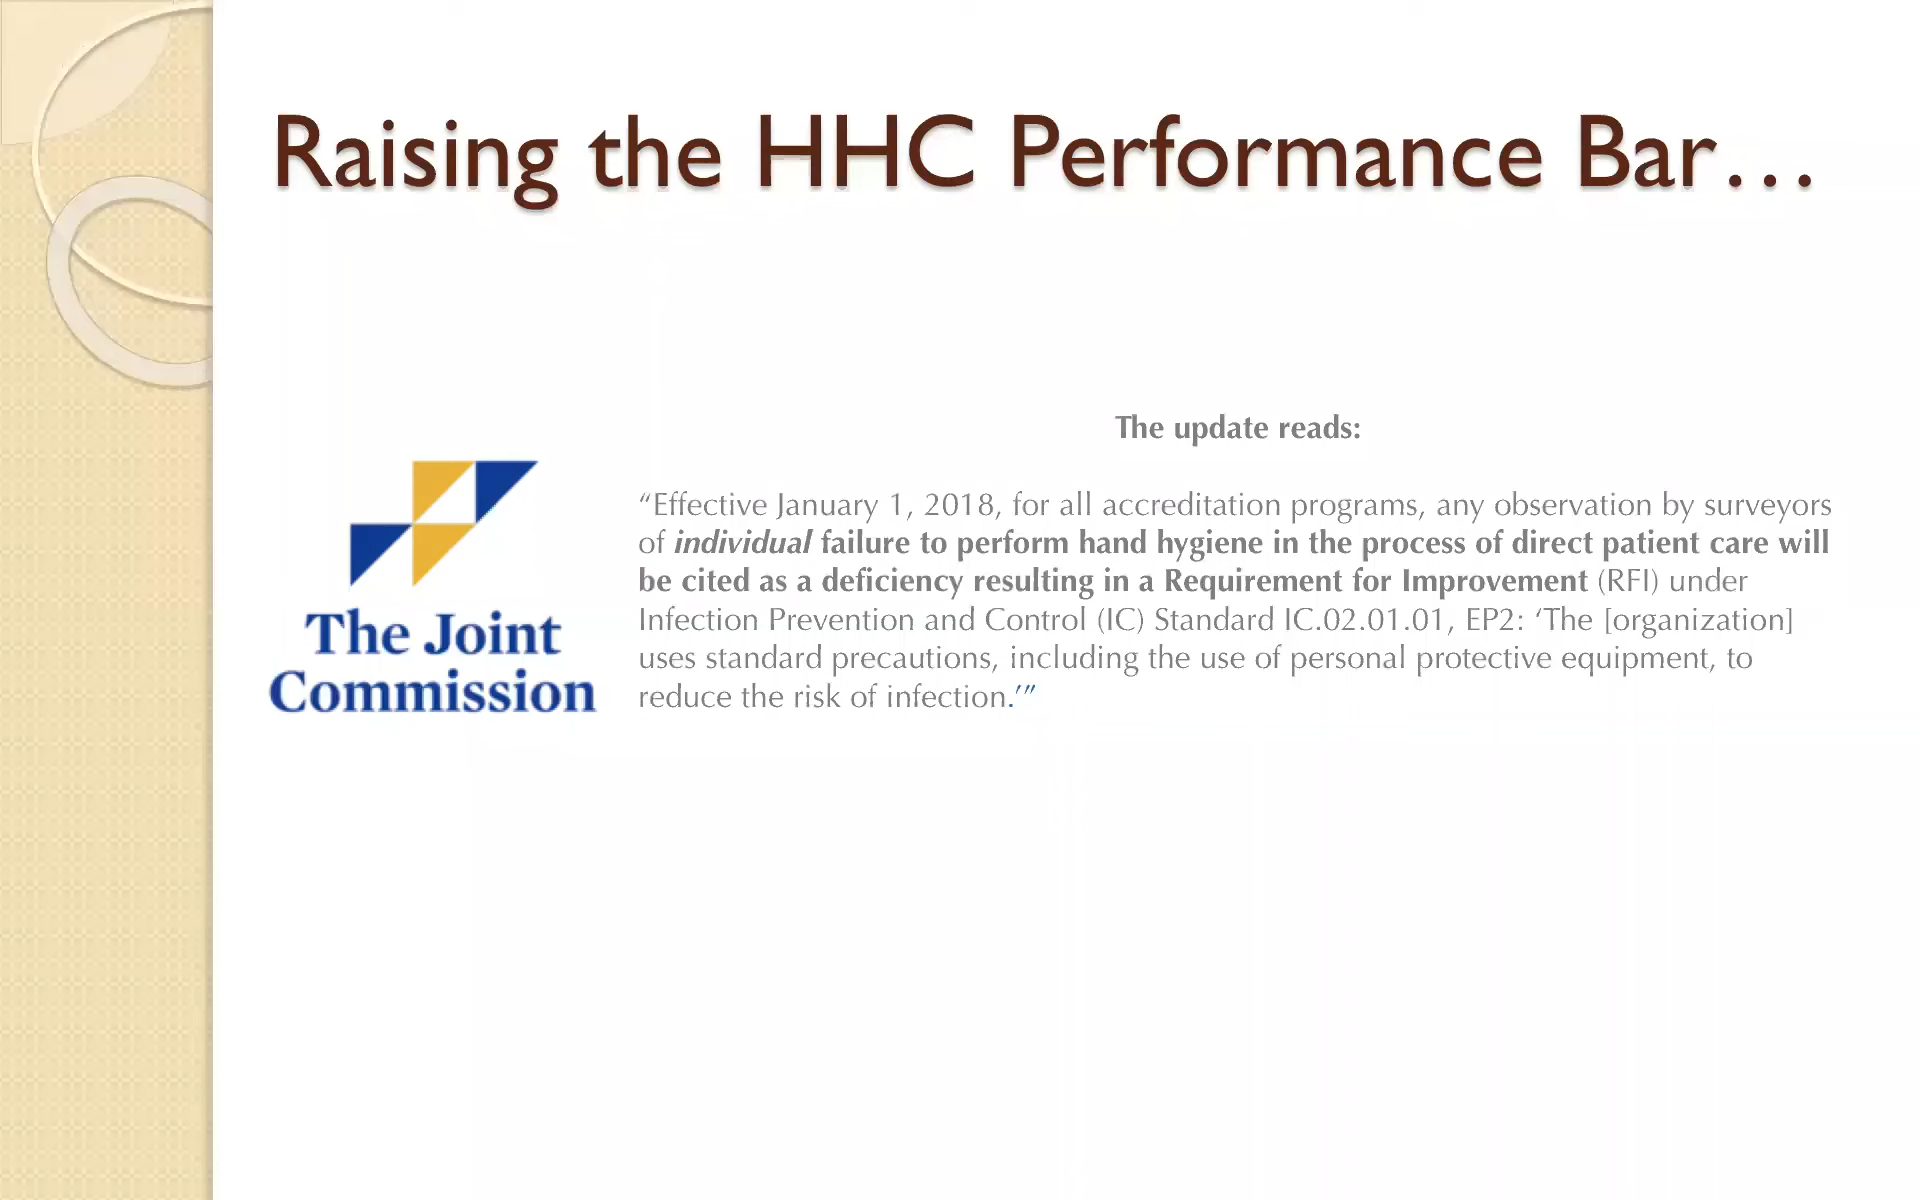 Raising the HHC Performance Bar…
The update reads:
The Joint
Commission
“Effective January 1, 2018, for all accreditation programs, any observation by surveyors
of individual failure to perform hand hygiene in the process of direct patient care will
be cited as a deficiency resulting in a Requirement for Improvement (RFI) under
Infection Prevention and Control (IC) Standard IC.02.01.01, EP2: ‘The [organization]
uses standard precautions, including the use of personal protective equipment, to
reduce the risk of infection.’”